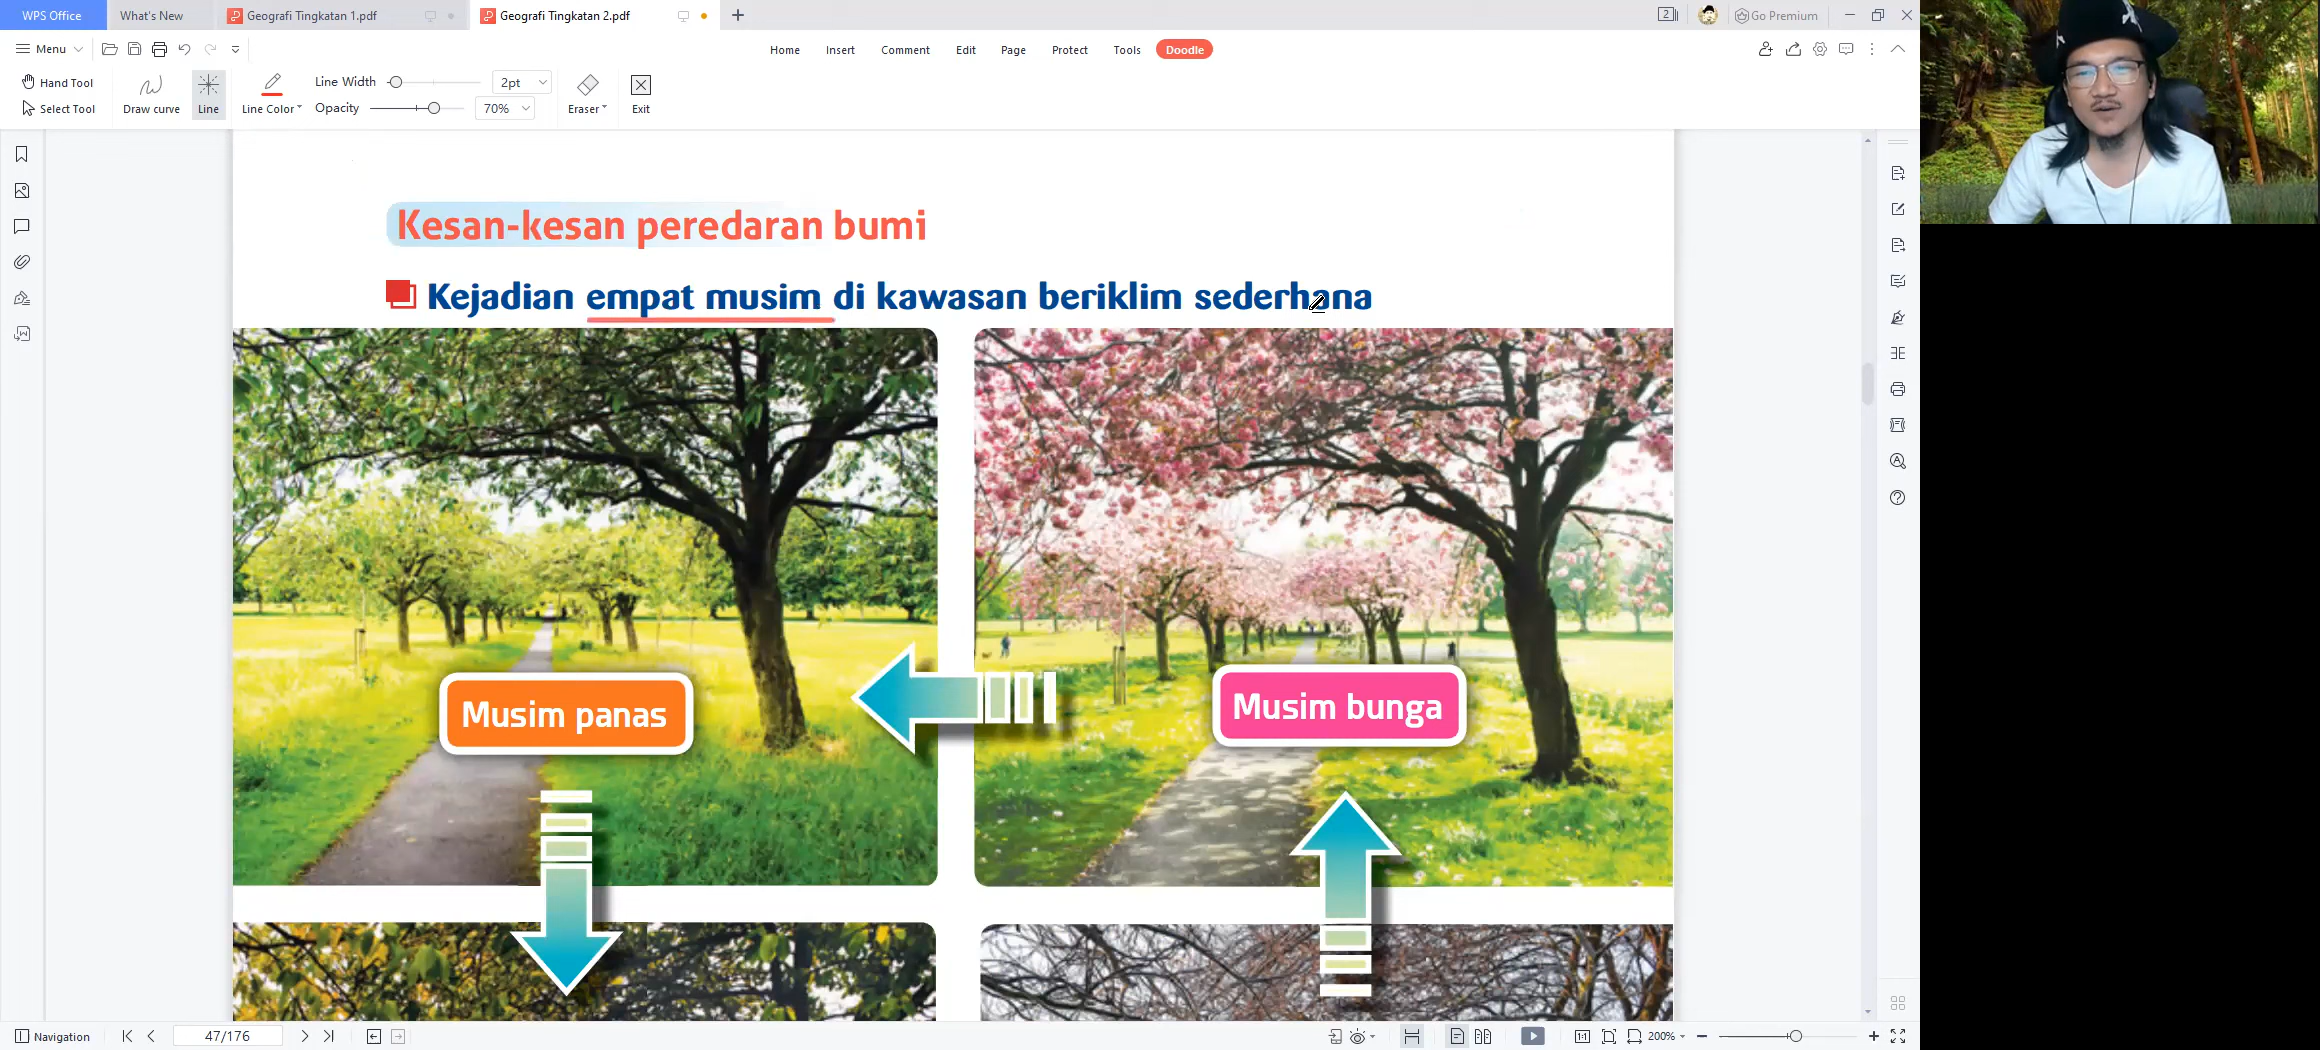 WPS Office What's New Geografi Tingkatan 1.pdf Geografi Tingkatan 2.pdf 2 Go Premium
Menu Home Insert Comment Edit Page Protect Tools Doodle
Hand Tool Line Width 2pt
Select Tool Draw curve Line Line Color Opacity 70% Eraser Exit
Kesan-kesan peredaran bumi
Kejadian empat musim di kawasan beriklim sederhana
Musim panas
Musim bunga
Navigation 47/176 1:1 200%